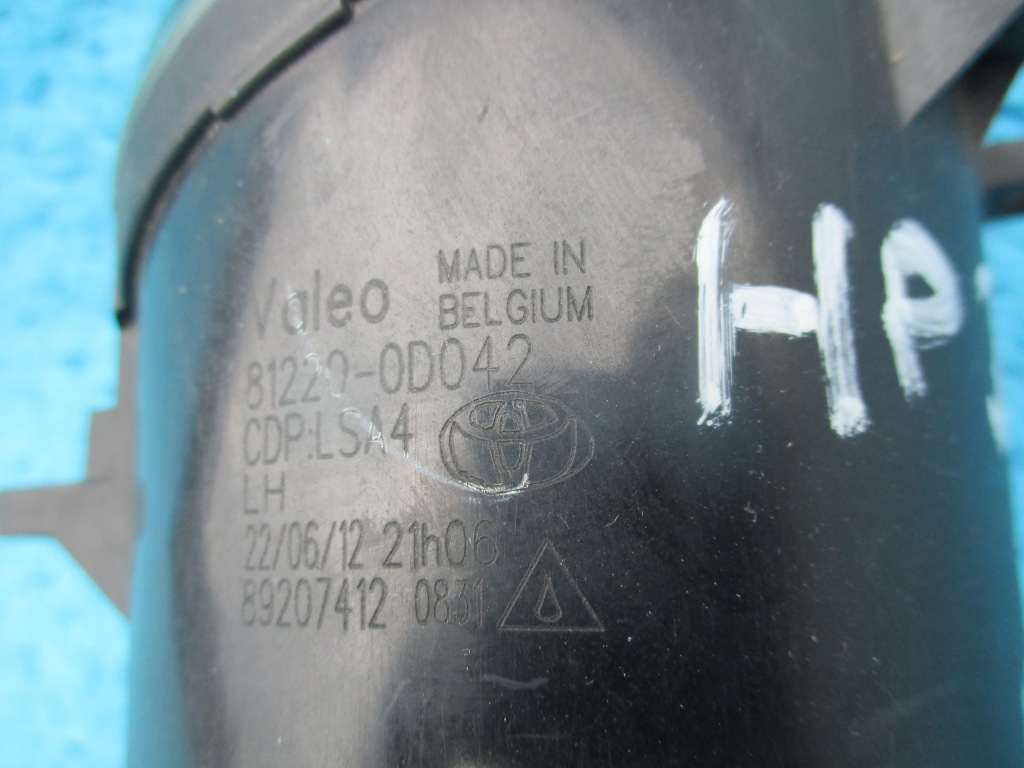 Valeo MADE IN
BELGIUM
81220-0D042
CDP:LSA4
LH
22/06/12 21h06
89207412 0831
HP